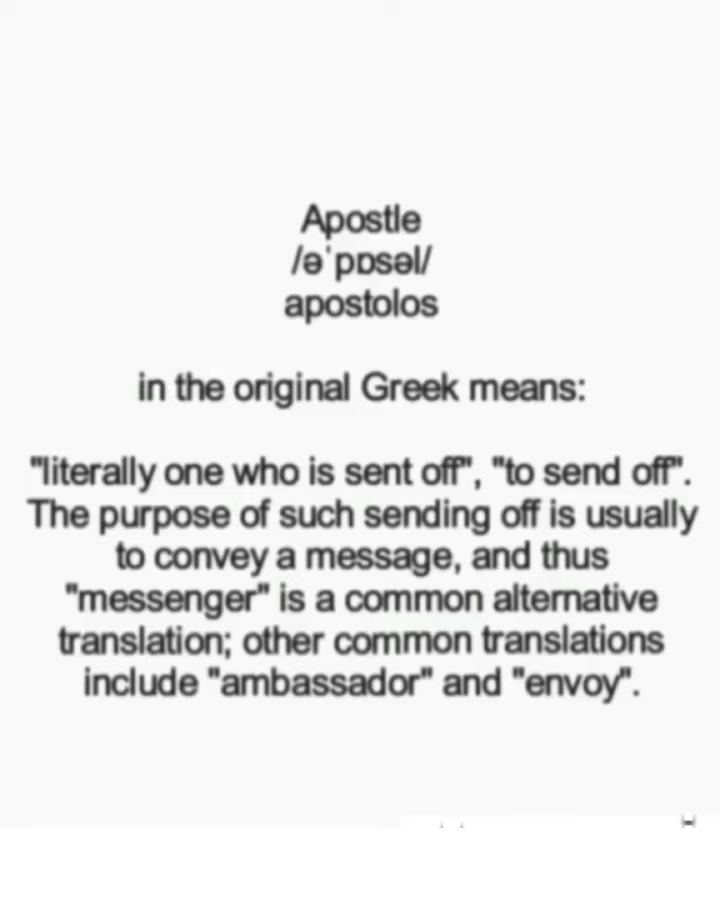 Apostle
/əˈpɒsəl/
apostolos
in the original Greek means:
"literally one who is sent off", "to send off".
The purpose of such sending off is usually
to convey a message, and thus
"messenger" is a common alternative
translation; other common translations
include "ambassador" and "envoy".